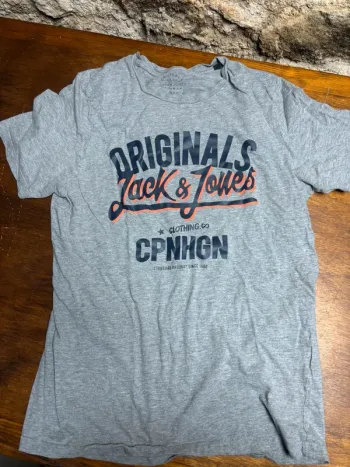 ORIGINALS
Jack & Jones
CLOTHING.CO
CPNHGN